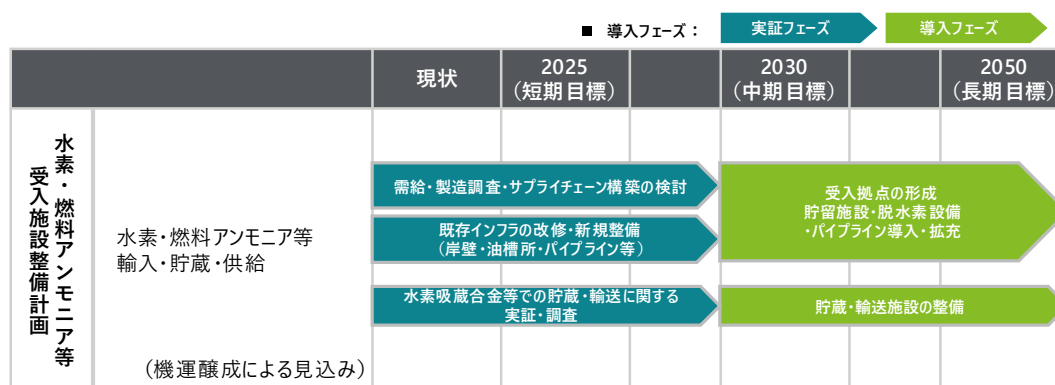 ■ 導入フェーズ：
実証フェーズ
導入フェーズ
現状
2025
（短期目標）
2030
（中期目標）
2050
（長期目標）
水素・燃料アンモニア等
受入施設整備計画
水素・燃料アンモニア等
輸入・貯蔵・供給
（機運醸成による見込み）
需給・製造調査・サプライチェーン構築の検討
既存インフラの改修・新規整備
（岸壁・油槽所・パイプライン等）
水素吸蔵合金等での貯蔵・輸送に関する
実証・調査
受入拠点の形成
貯留施設・脱水素設備
・パイプライン導入・拡充
貯蔵・輸送施設の整備